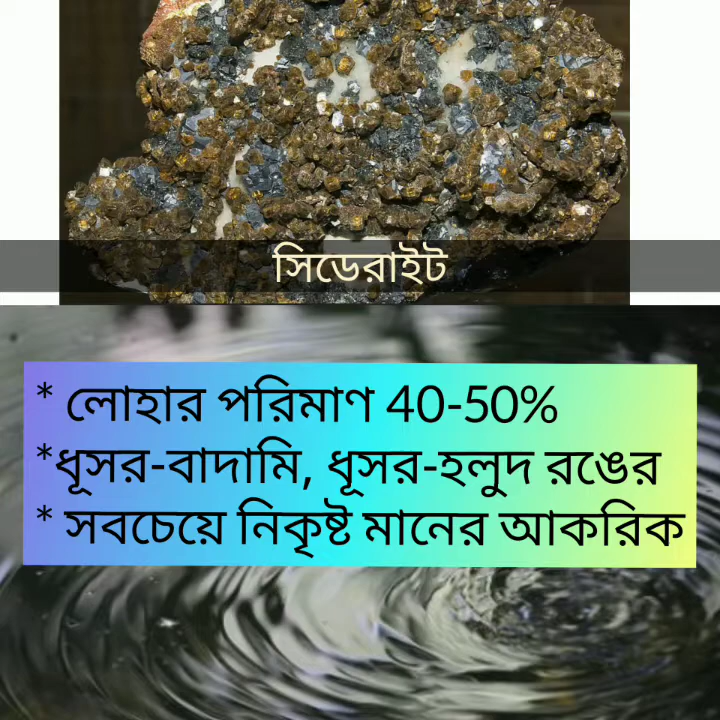 সিডেরাইট
* লোহার পরিমাণ 40-50%
*ধূসর-বাদামি, ধূসর-হলুদ রঙের
* সবচেয়ে নিকৃষ্ট মানের আকরিক